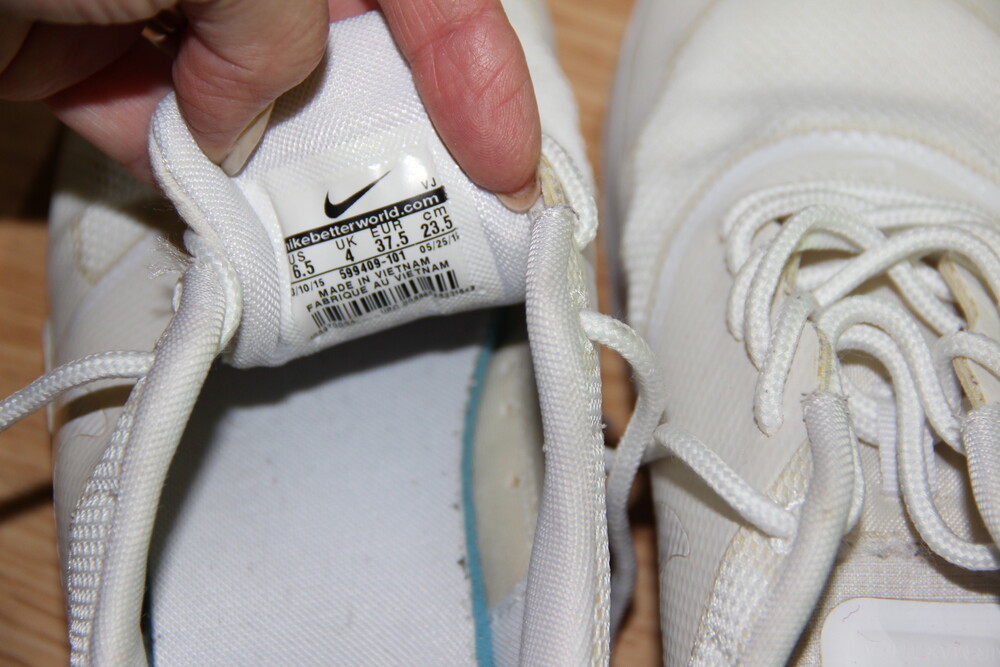 VJ
nikebetterworld.com
US UK EUR cm
6.5 4 37.5 23.5
599409-101
MADE IN VIETNAM
FABRIQUE AU VIETNAM